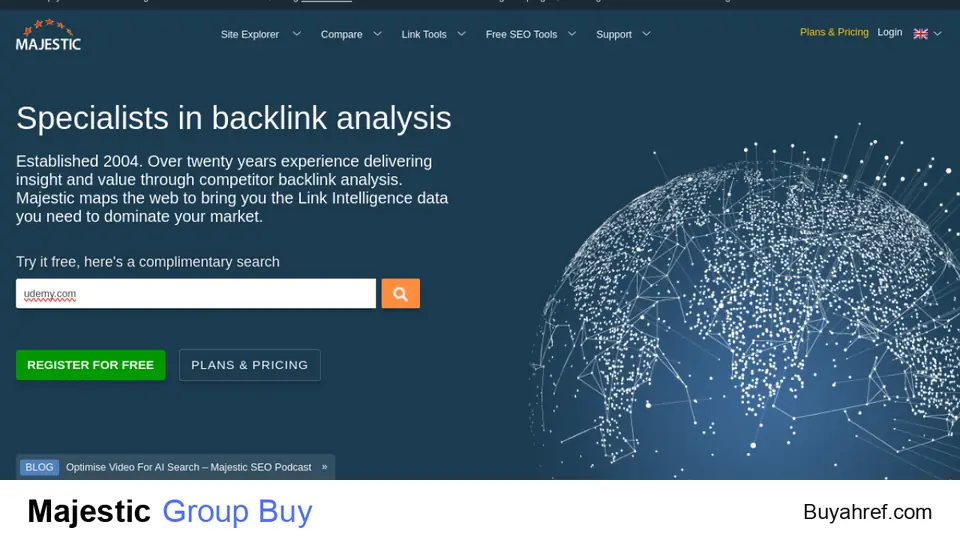 MAJESTIC
Site Explorer Compare Link Tools Free SEO Tools Support Plans & Pricing Login
Specialists in backlink analysis
Established 2004. Over twenty years experience delivering
insight and value through competitor backlink analysis.
Majestic maps the web to bring you the Link Intelligence data
you need to dominate your market.
Try it free, here's a complimentary search
udemy.com
REGISTER FOR FREE PLANS & PRICING
BLOG Optimise Video For AI Search – Majestic SEO Podcast »
Majestic Group Buy Buyahref.com